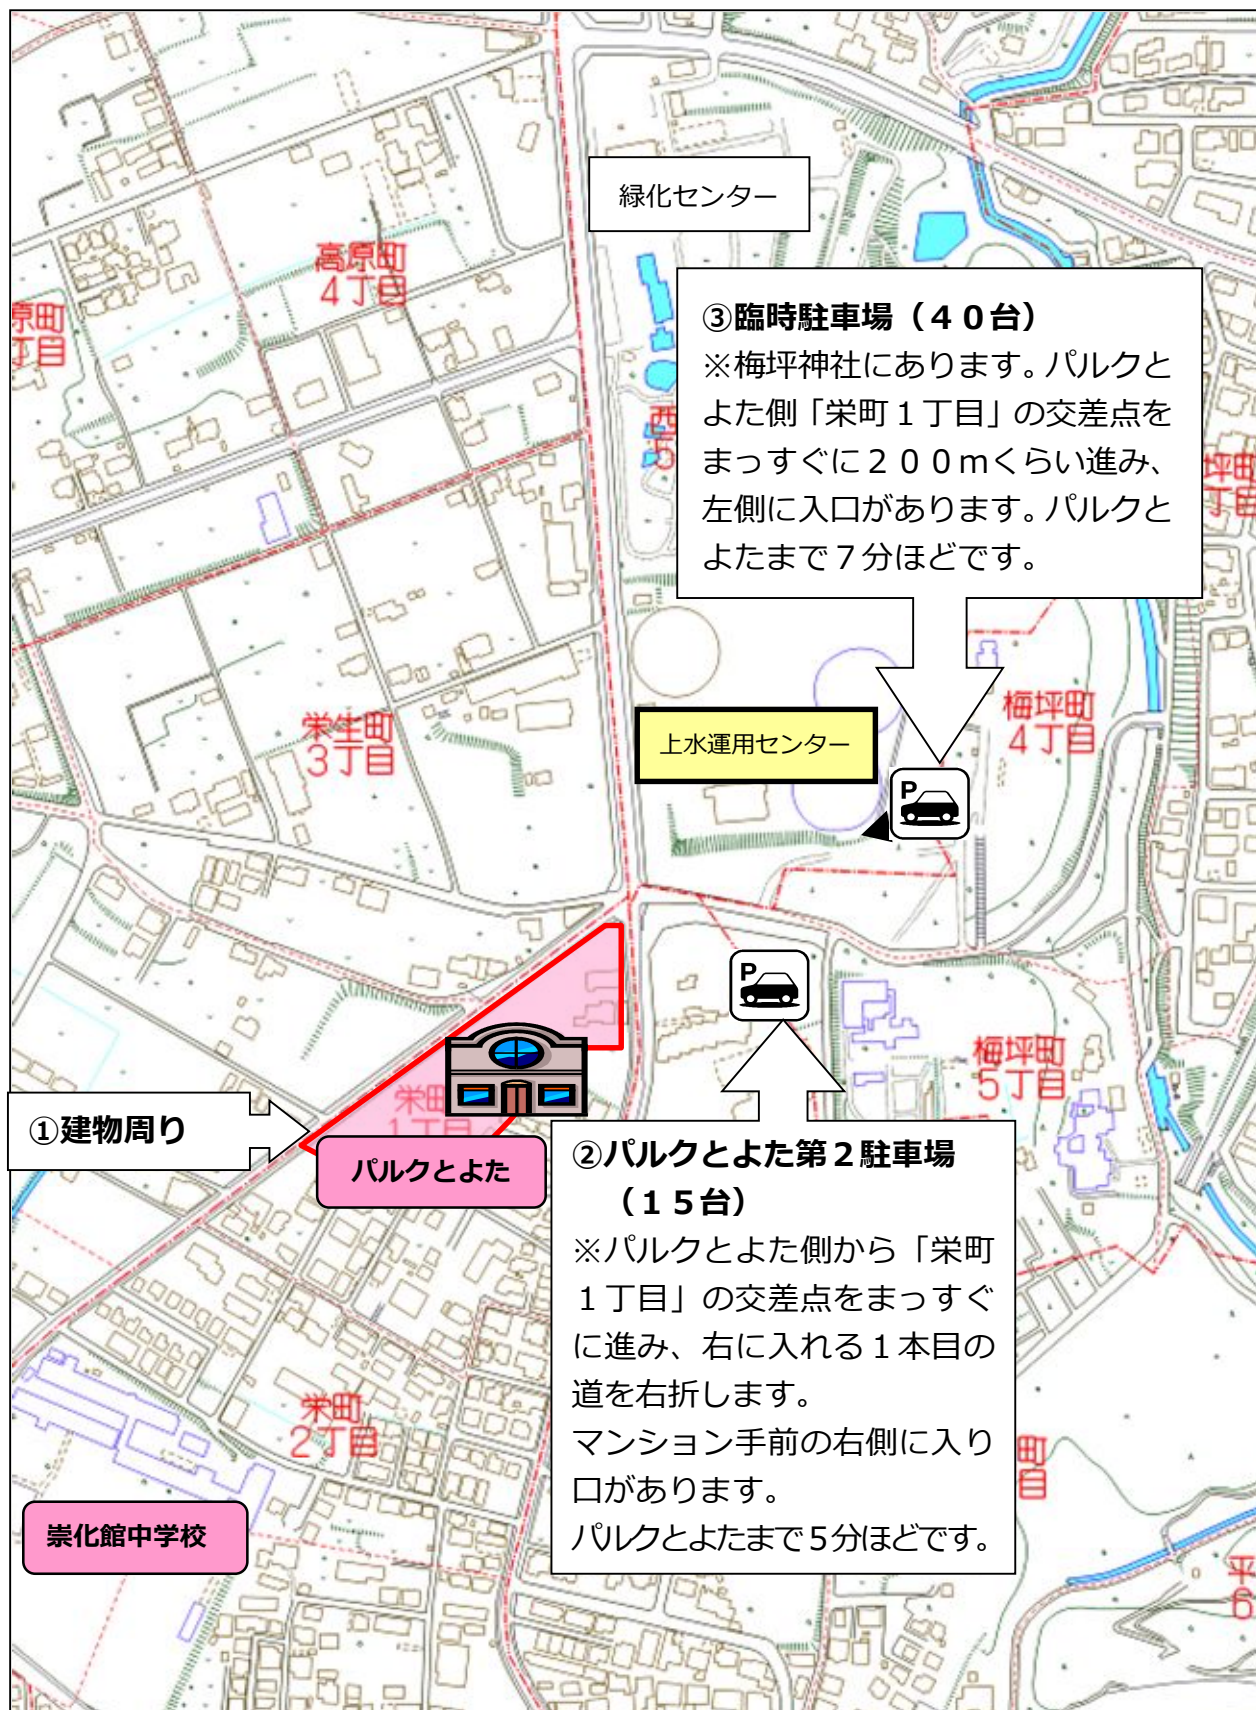 緑化センター
高原町
4丁目
原町
丁目
③臨時駐車場（４０台）
※梅坪神社にあります。パルクと
よた側「栄町１丁目」の交差点を
まっすぐに２００ｍくらい進み、
左側に入口があります。パルクと
よたまで７分ほどです。
西
5
坪町
丁目
栄生町
3丁目
上水運用センター
梅坪町
4丁目
P
P
梅坪町
5丁目
①建物周り
栄町
1丁目
パルクとよた
②パルクとよた第２駐車場
（１５台）
※パルクとよた側から「栄町
１丁目」の交差点をまっすぐ
に進み、右に入れる１本目の
道を右折します。
マンション手前の右側に入り
口があります。
パルクとよたまで５分ほどです。
栄町
2丁目
町
目
崇化館中学校
平
6